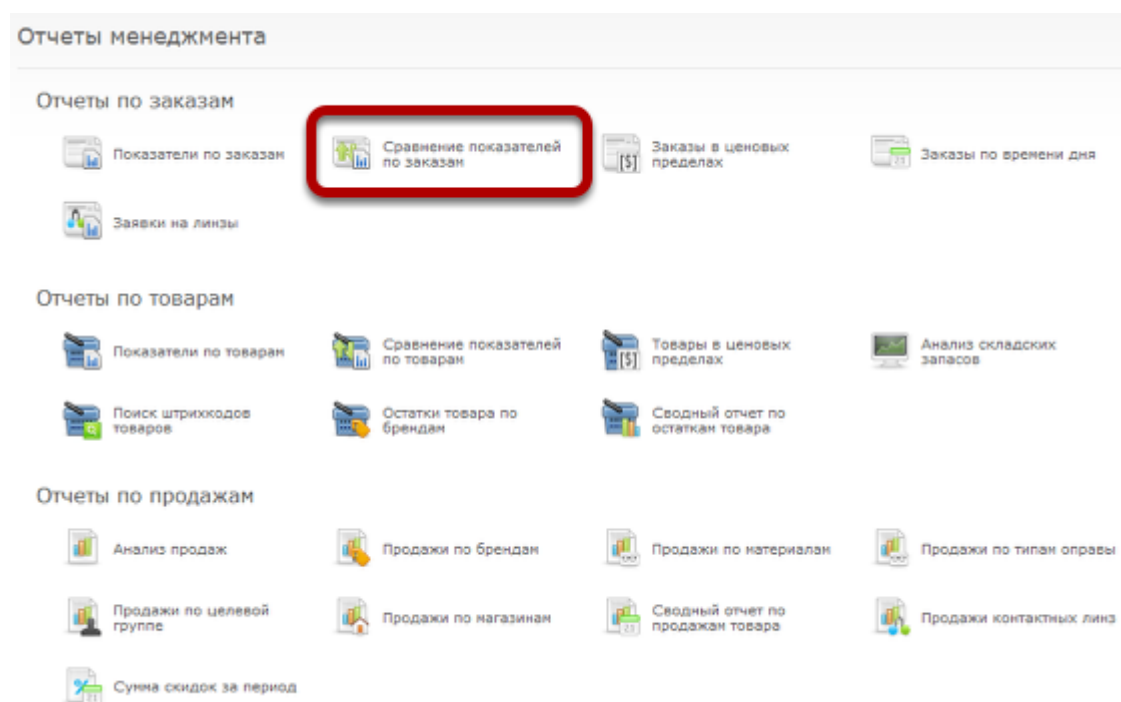 Отчеты менеджмента
Отчеты по заказам
Показатели по заказам
Сравнение показателей
по заказам
Заказы в ценовых
пределах
Заказы по времени дня
Заявки на линзы
Отчеты по товарам
Показатели по товарам
Сравнение показателей
по товарам
Товары в ценовых
пределах
Анализ складских
запасов
Поиск штрихкодов
товаров
Остатки товара по
брендам
Сводный отчет по
остаткам товара
Отчеты по продажам
Анализ продаж
Продажи по брендам
Продажи по материалам
Продажи по типам оправы
Продажи по целевой
группе
Продажи по магазинам
Сводный отчет по
продажам товара
Продажи контактных линз
Сумма скидок за период